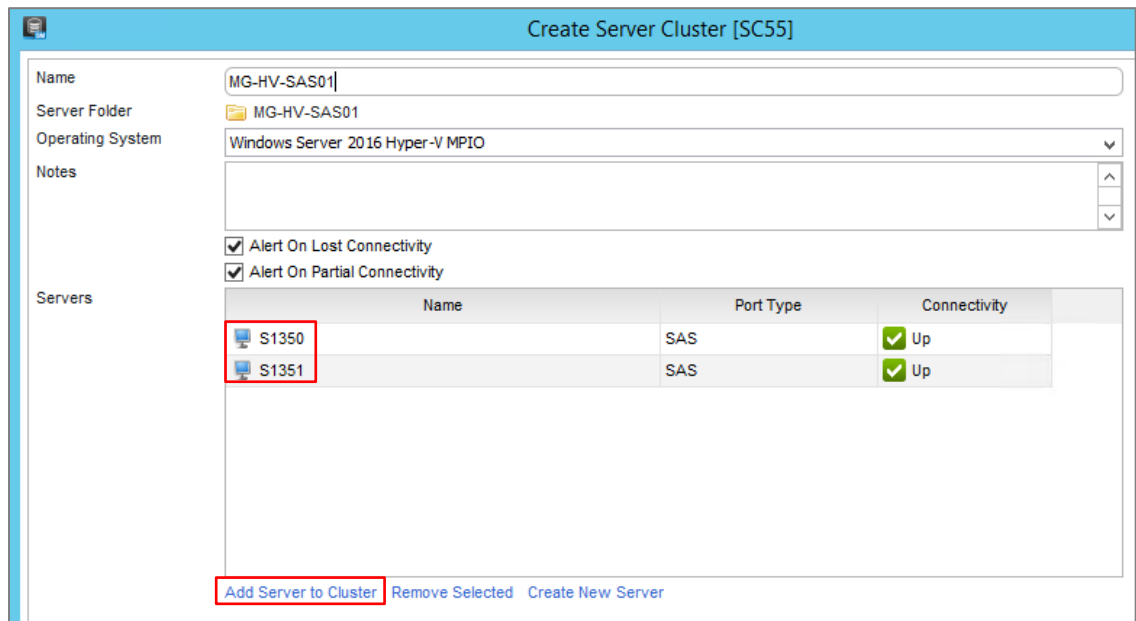 Create Server Cluster [SC55]
Name
MG-HV-SAS01
Server Folder
MG-HV-SAS01
Operating System
Windows Server 2016 Hyper-V MPIO
Notes
Alert On Lost Connectivity
Alert On Partial Connectivity
Servers
Name Port Type Connectivity
S1350 SAS Up
S1351 SAS Up
Add Server to Cluster Remove Selected Create New Server